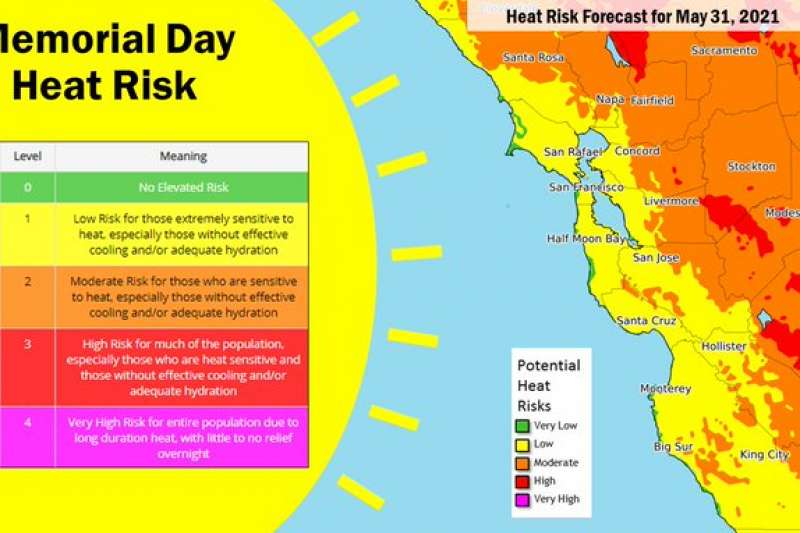 Memorial Day
Heat Risk
Level Meaning
0 No Elevated Risk
1 Low Risk for those extremely sensitive to
heat, especially those without effective
cooling and/or adequate hydration
2 Moderate Risk for those who are sensitive
to heat, especially those without effective
cooling and/or adequate hydration
3 High Risk for much of the population,
especially those who are heat sensitive and
those without effective cooling and/or
adequate hydration
4 Very High Risk for entire population due to
long duration heat, with little to no relief
overnight
Heat Risk Forecast for May 31, 2021
Santa Rosa
Sacramento
Napa
Fairfield
San Rafael
Concord
Stockton
San Francisco
Livermore
Modes
Half Moon Bay
San Jose
Santa Cruz
Hollister
Monterey
Big Sur
King City
Potential
Heat
Risks
Very Low
Low
Moderate
High
Very High